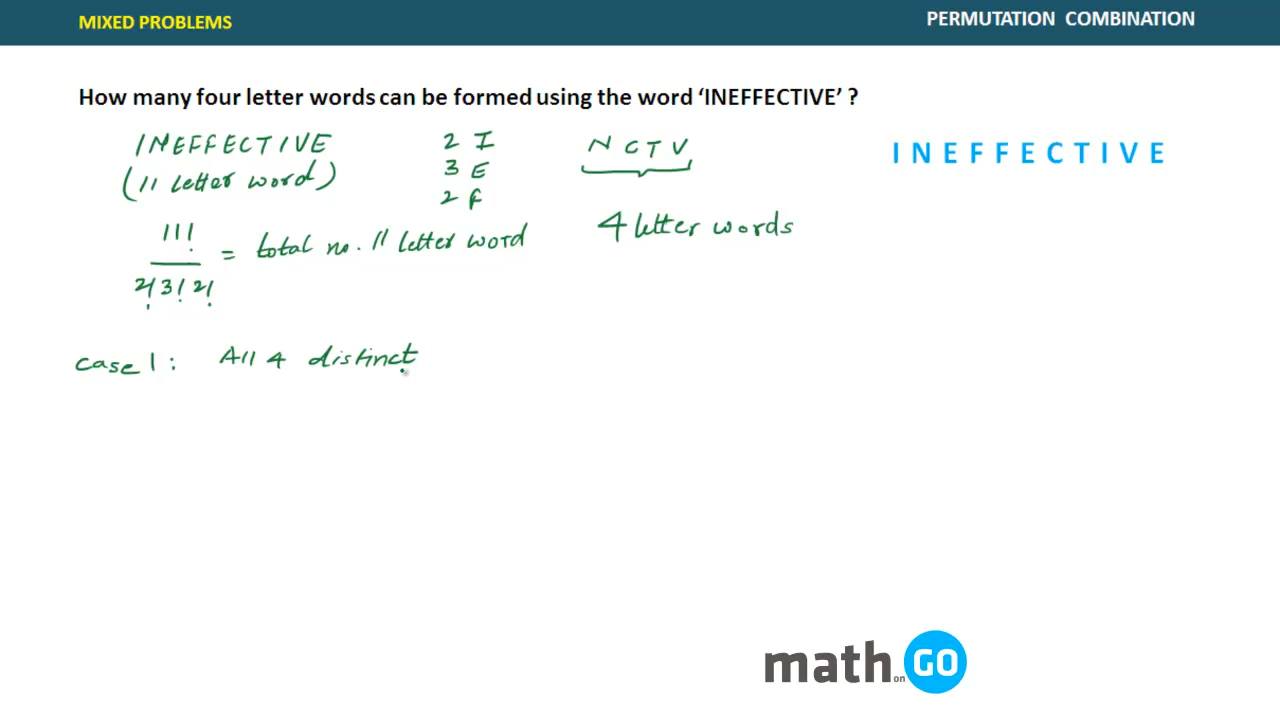 MIXED PROBLEMS
PERMUTATION COMBINATION
How many four letter words can be formed using the word ‘INEFFECTIVE’ ?
INEFFECTIVE
(11 letter word)
2 I
3 E
2 F
N C T V
I N E F F E C T I V E
4 letter words
11!
2! 3! 2!
= total no. 11 letter word
case 1 : All 4 distinct
math on GO